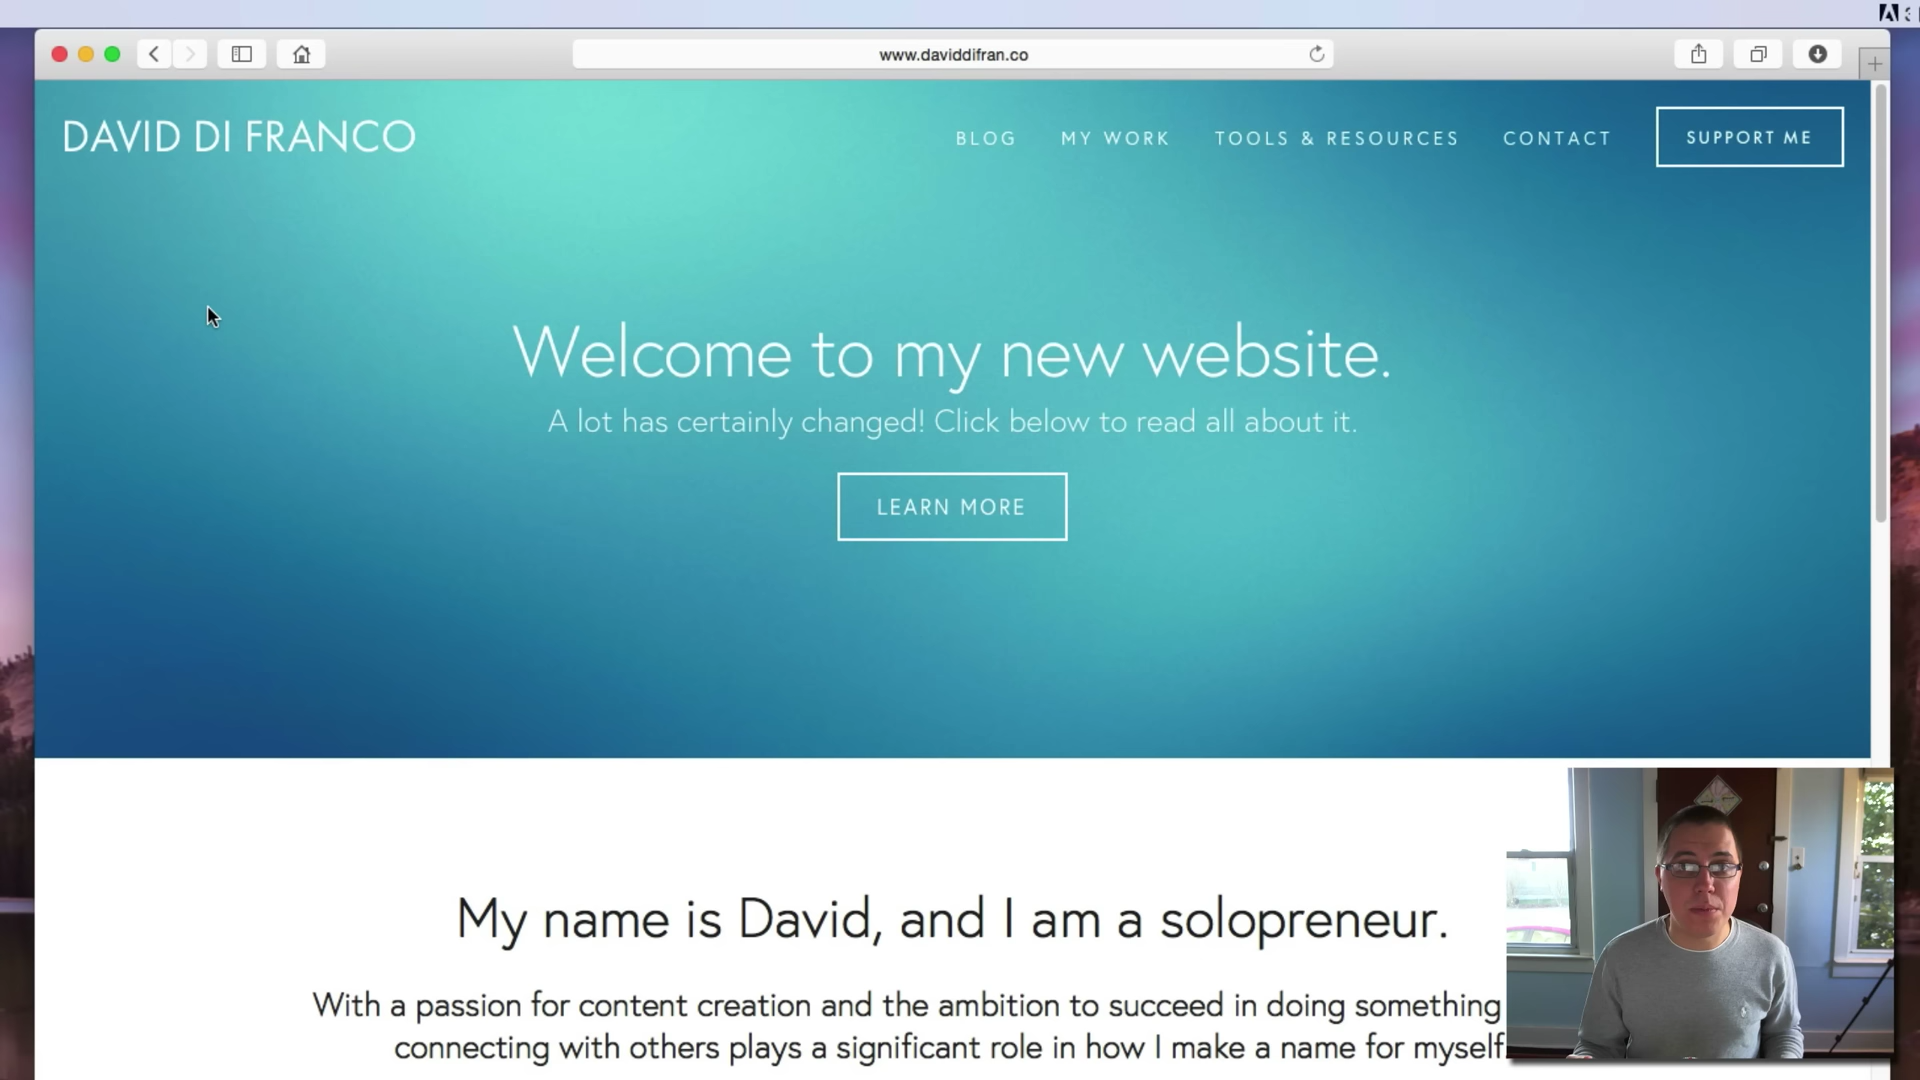 www.daviddifran.co
DAVID DI FRANCO
BLOG
MY WORK
TOOLS & RESOURCES
CONTACT
SUPPORT ME
Welcome to my new website.
A lot has certainly changed! Click below to read all about it.
LEARN MORE
My name is David, and I am a solopreneur.
With a passion for content creation and the ambition to succeed in doing something
connecting with others plays a significant role in how I make a name for myself